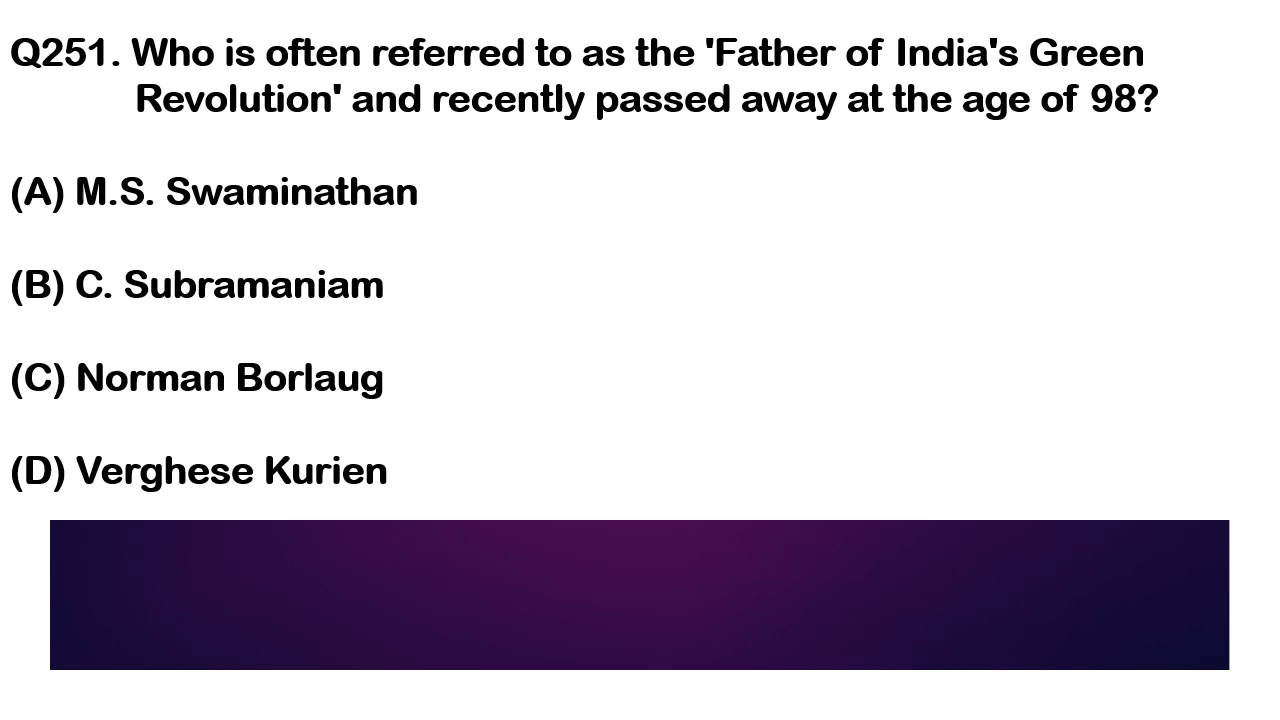 Q251. Who is often referred to as the 'Father of India's Green
Revolution' and recently passed away at the age of 98?
(A) M.S. Swaminathan
(B) C. Subramaniam
(C) Norman Borlaug
(D) Verghese Kurien